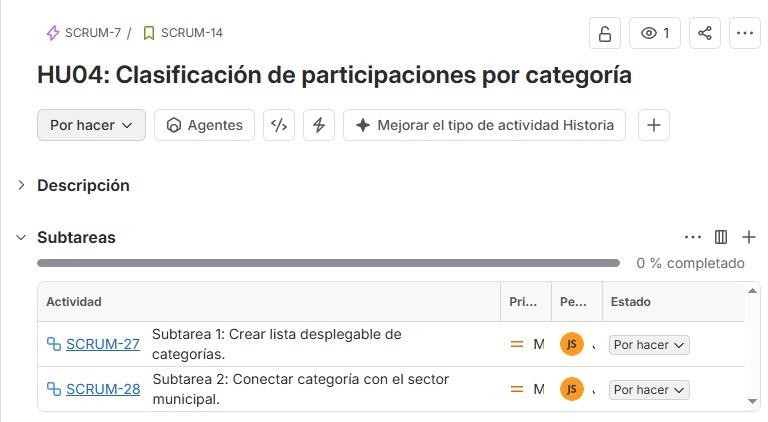 SCRUM-7 / SCRUM-14
1
HU04: Clasificación de participaciones por categoría
Por hacer
Agentes
Mejorar el tipo de actividad Historia
Descripción
Subtareas
0 % completado
Actividad Pri... Pe... Estado
SCRUM-27 Subtarea 1: Crear lista desplegable de categorías. M JS Por hacer
SCRUM-28 Subtarea 2: Conectar categoría con el sector municipal. M JS Por hacer